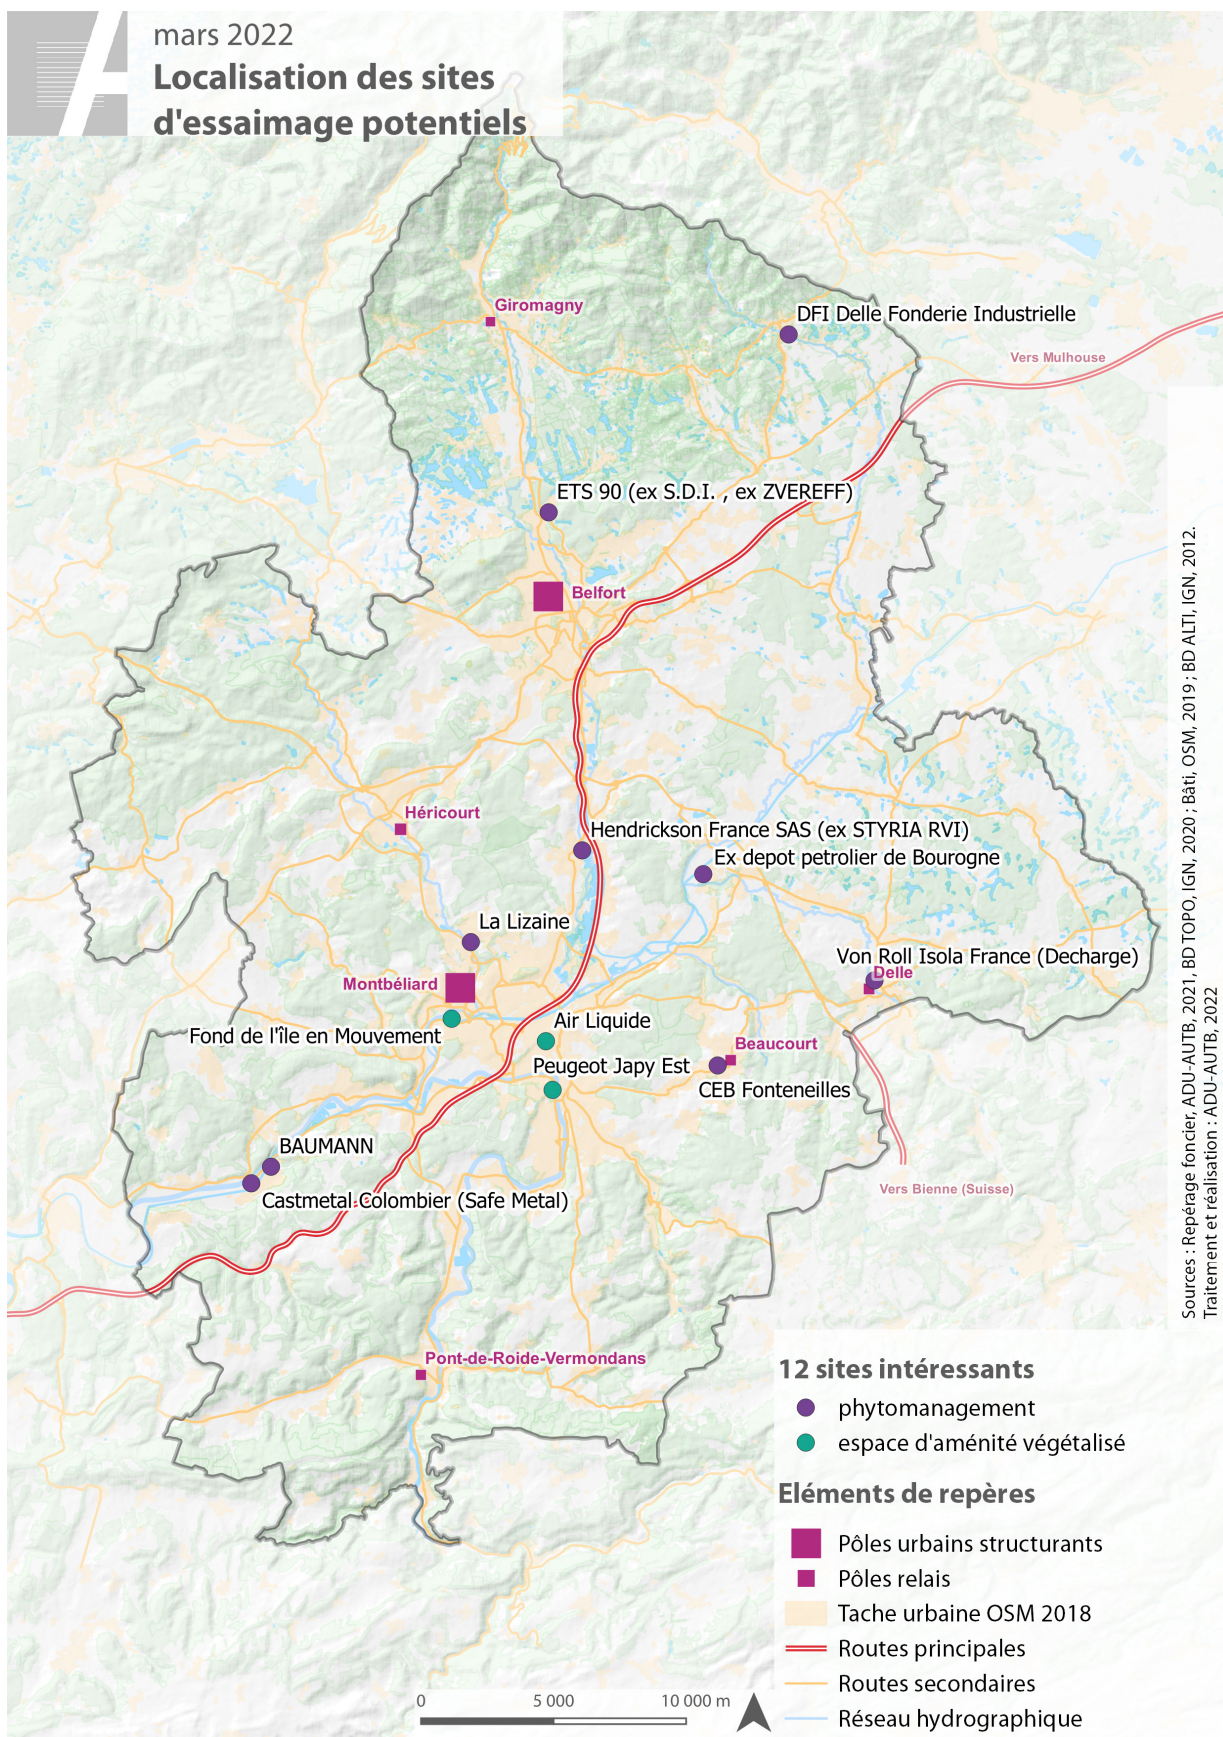 mars 2022
Localisation des sites
d'essaimage potentiels
Giromagny
DFI Delle Fonderie Industrielle
Vers Mulhouse
ETS 90 (ex S.D.I. , ex ZVEREFF)
Belfort
Héricourt
Hendrickson France SAS (ex STYRIA RVI)
Ex depot petrolier de Bourogne
La Lizaine
Von Roll Isola France (Decharge)
Delle
Montbéliard
Fond de l'île en Mouvement
Air Liquide
Beaucourt
Peugeot Japy Est
CEB Fonteneilles
BAUMANN
Castmetal Colombier (Safe Metal)
Vers Bienne (Suisse)
Pont-de-Roide-Vermondans
12 sites intéressants
phytomanagement
espace d'aménité végétalisé
Eléments de repères
Pôles urbains structurants
Pôles relais
Tache urbaine OSM 2018
Routes principales
Routes secondaires
Réseau hydrographique
0 5 000 10 000 m
Sources : Repérage foncier, ADU-AUTB, 2021, BD TOPO, IGN, 2020 ; Bâti, OSM, 2019 ; BD ALTI, IGN, 2012.
Traitement et réalisation : ADU-AUTB, 2022